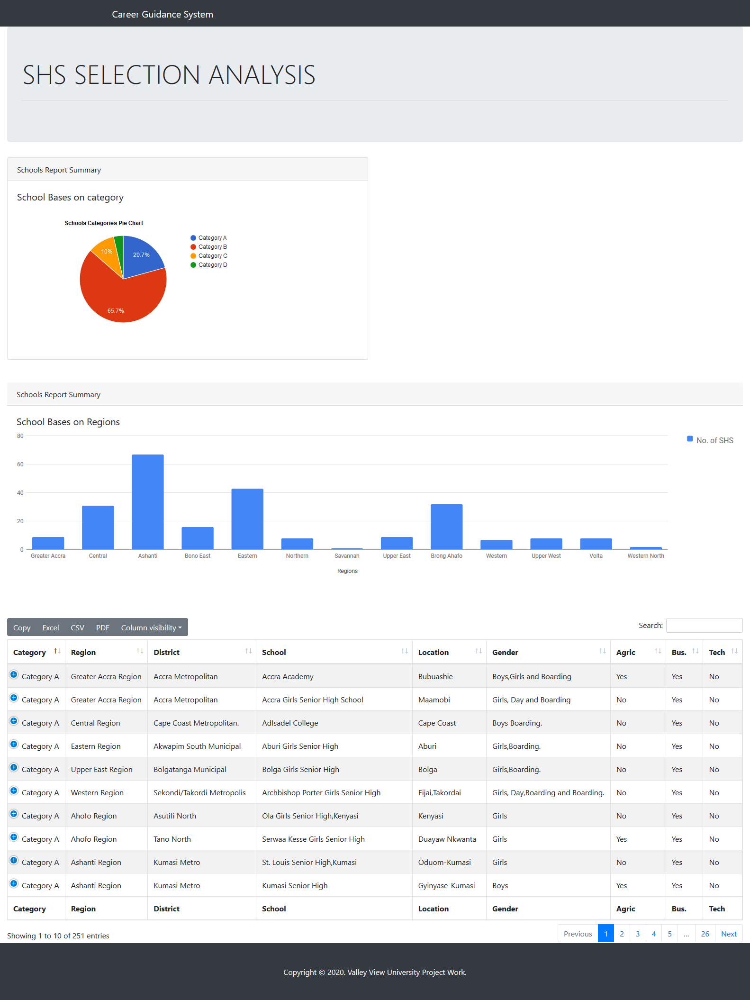 Career Guidance System
SHS SELECTION ANALYSIS
Schools Report Summary
School Bases on category
Schools Categories Pie Chart
Category A
Category B
Category C
Category D
10%
20.7%
65.7%
Schools Report Summary
School Bases on Regions
80
60
40
20
0
No. of SHS
Greater Accra Central Ashanti Bono East Eastern Northern Savannah Upper East Brong Ahafo Western Upper West Volta Western North
Regions
Copy Excel CSV PDF Column visibility Search:
Category Region District School Location Gender Agric Bus. Tech
Category A Greater Accra Region Accra Metropolitan Accra Academy Bubuashie Boys,Girls and Boarding Yes Yes No
Category A Greater Accra Region Accra Metropolitan Accra Girls Senior High School Maamobi Girls, Day and Boarding No Yes No
Category A Central Region Cape Coast Metropolitan. AdIsadel College Cape Coast Boys Boarding. No Yes No
Category A Eastern Region Akwapim South Municipal Aburi Girls Senior High Aburi Girls,Boarding. No Yes No
Category A Upper East Region Bolgatanga Municipal Bolga Girls Senior High Bolga Girls,Boarding. No Yes No
Category A Western Region Sekondi/Takordi Metropolis Archbishop Porter Girls Senior High Fijai,Takordai Girls, Day,Boarding and Boarding. No Yes No
Category A Ahofo Region Asutifi North Ola Girls Senior High,Kenyasi Kenyasi Girls No Yes No
Category A Ahofo Region Tano North Serwaa Kesse Girls Senior High Duayaw Nkwanta Girls Yes Yes No
Category A Ashanti Region Kumasi Metro St. Louis Senior High,Kumasi Oduom-Kumasi Girls No Yes No
Category A Ashanti Region Kumasi Metro Kumasi Senior High Gyinyase-Kumasi Boys Yes Yes No
Category Region District School Location Gender Agric Bus. Tech
Showing 1 to 10 of 251 entries Previous 1 2 3 4 5 ... 26 Next
Copyright © 2020. Valley View University Project Work.